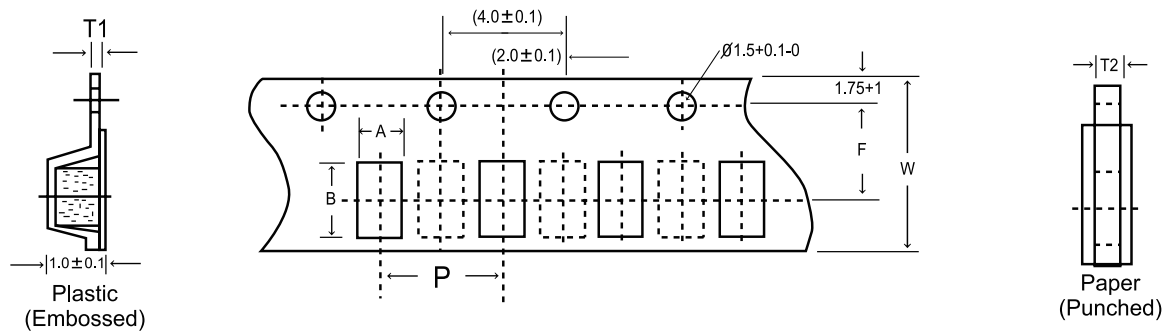 T1
1.0±0.1
Plastic
(Embossed)
(4.0±0.1)
(2.0±0.1)
Ø1.5+0.1-0
1.75+1
A
B
F
W
P
T2
Paper
(Punched)